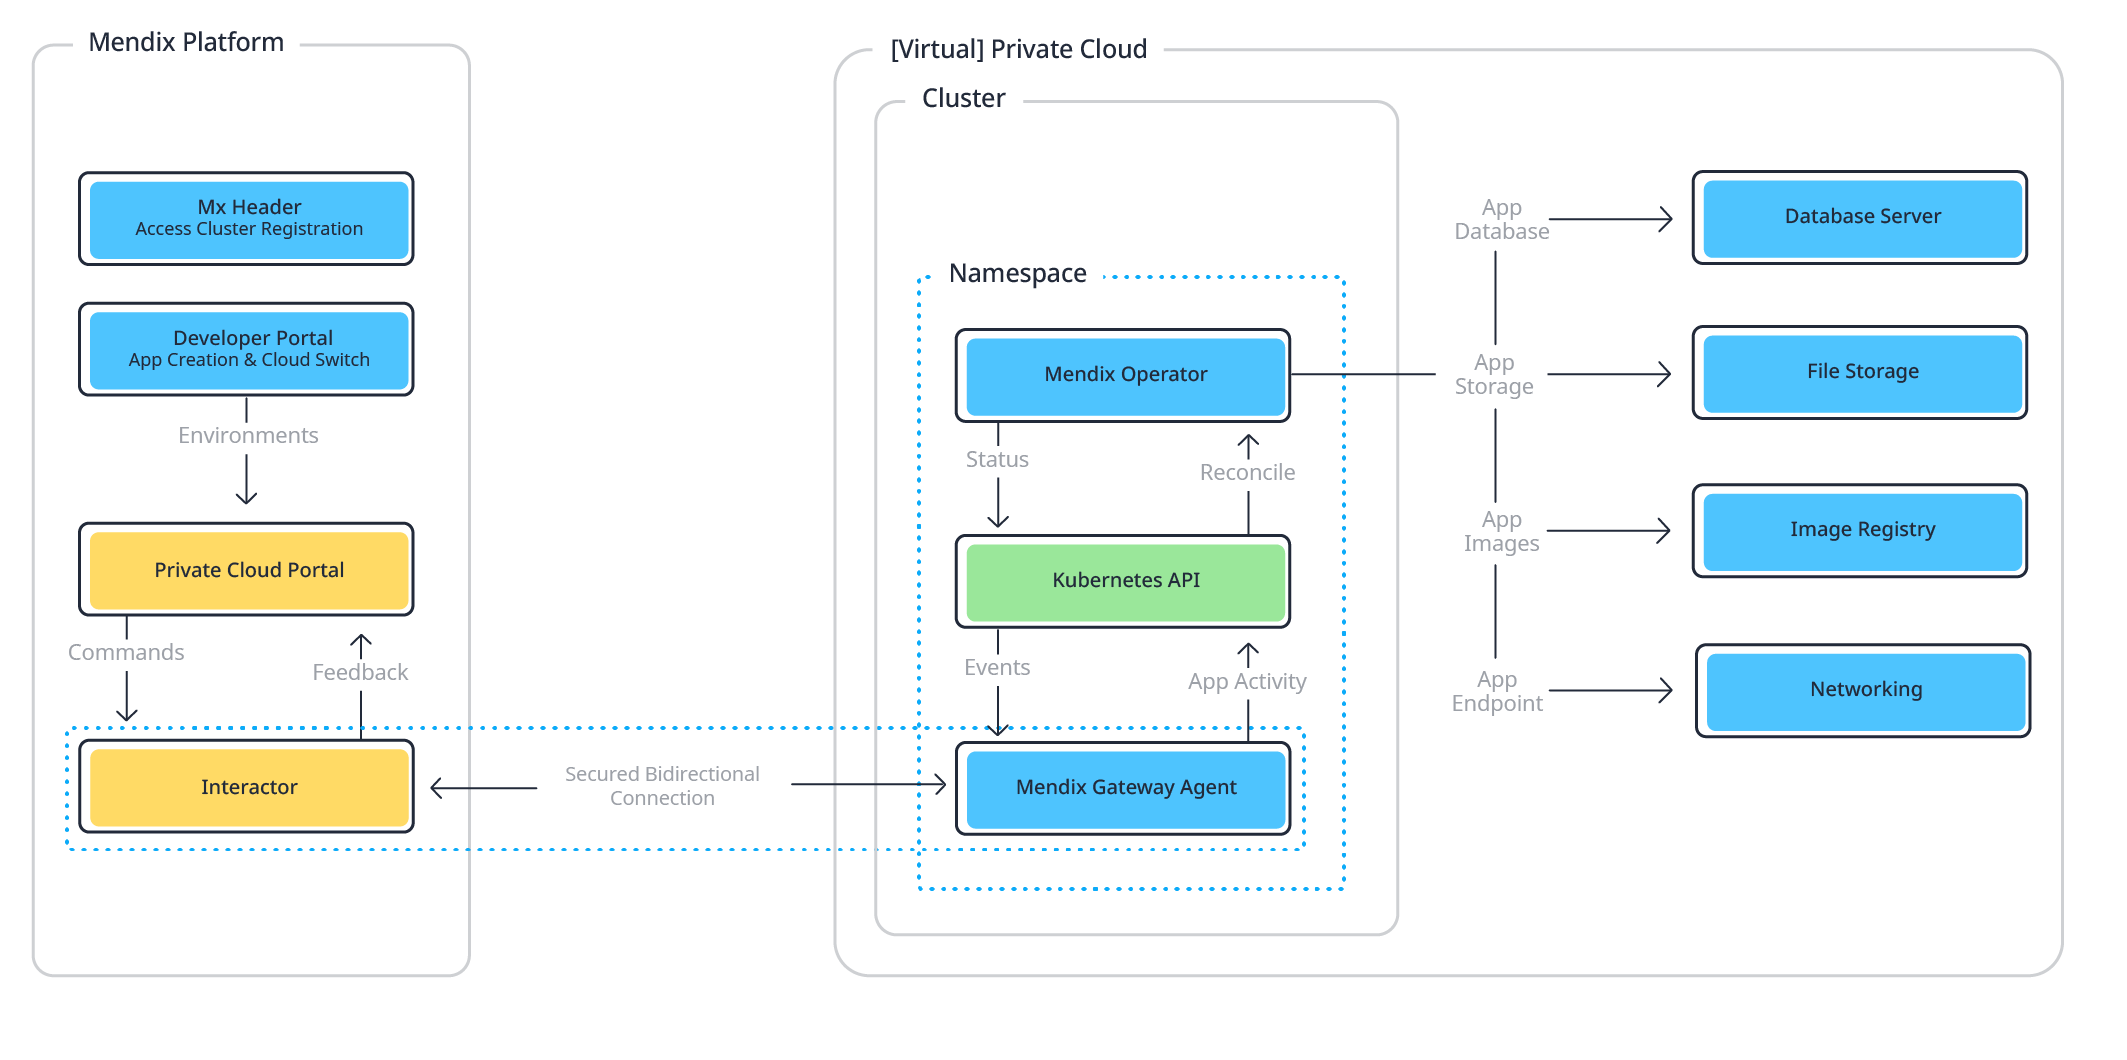 Mendix Platform
Mx Header
Access Cluster Registration
Developer Portal
App Creation & Cloud Switch
Environments
Private Cloud Portal
Commands
Feedback
Interactor
Secured Bidirectional
Connection
[Virtual] Private Cloud
Cluster
Namespace
Mendix Operator
Status
Reconcile
Kubernetes API
Events
App Activity
Mendix Gateway Agent
App
Database
Database Server
App
Storage
File Storage
App
Images
Image Registry
App
Endpoint
Networking